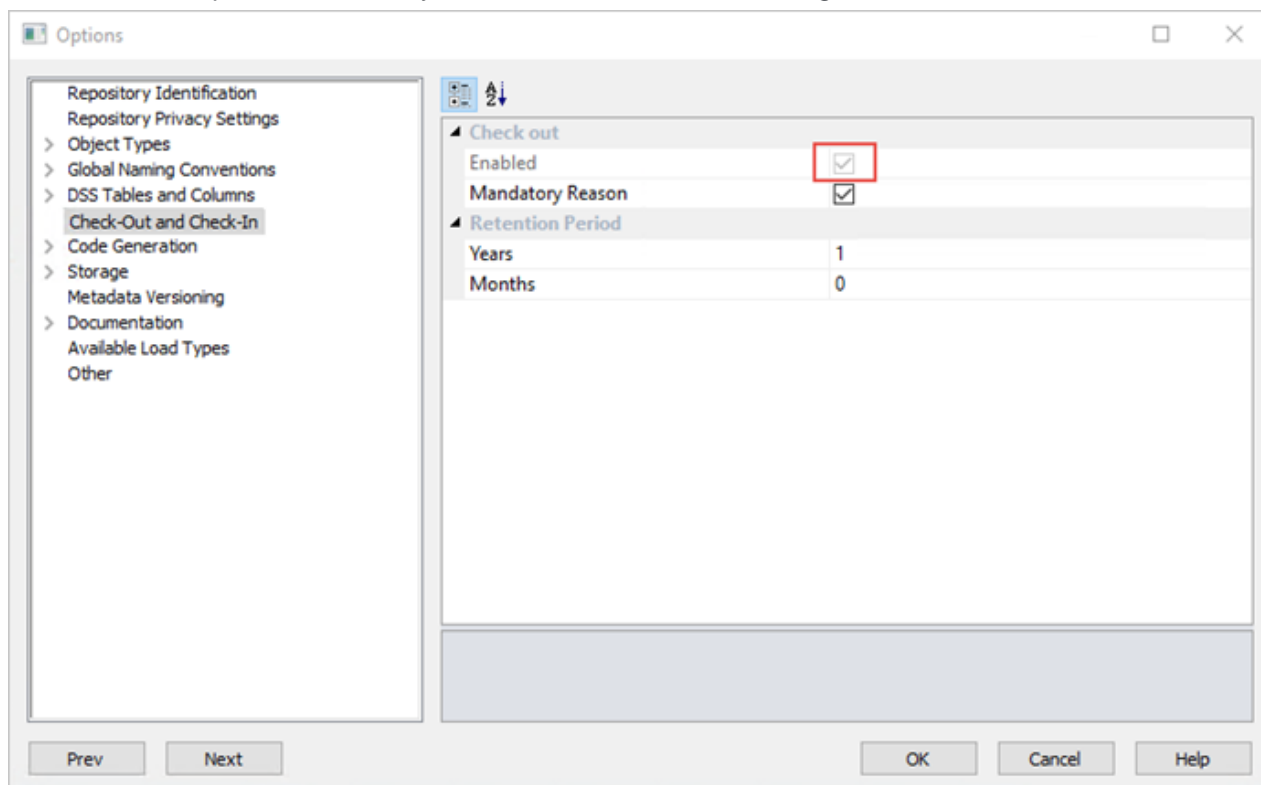 Options
Repository Identification
Repository Privacy Settings
Object Types
Global Naming Conventions
DSS Tables and Columns
Check-Out and Check-In
Code Generation
Storage
Metadata Versioning
Documentation
Available Load Types
Other
A
Z
Check out
Enabled
Mandatory Reason
Retention Period
Years 1
Months 0
Prev Next OK Cancel Help